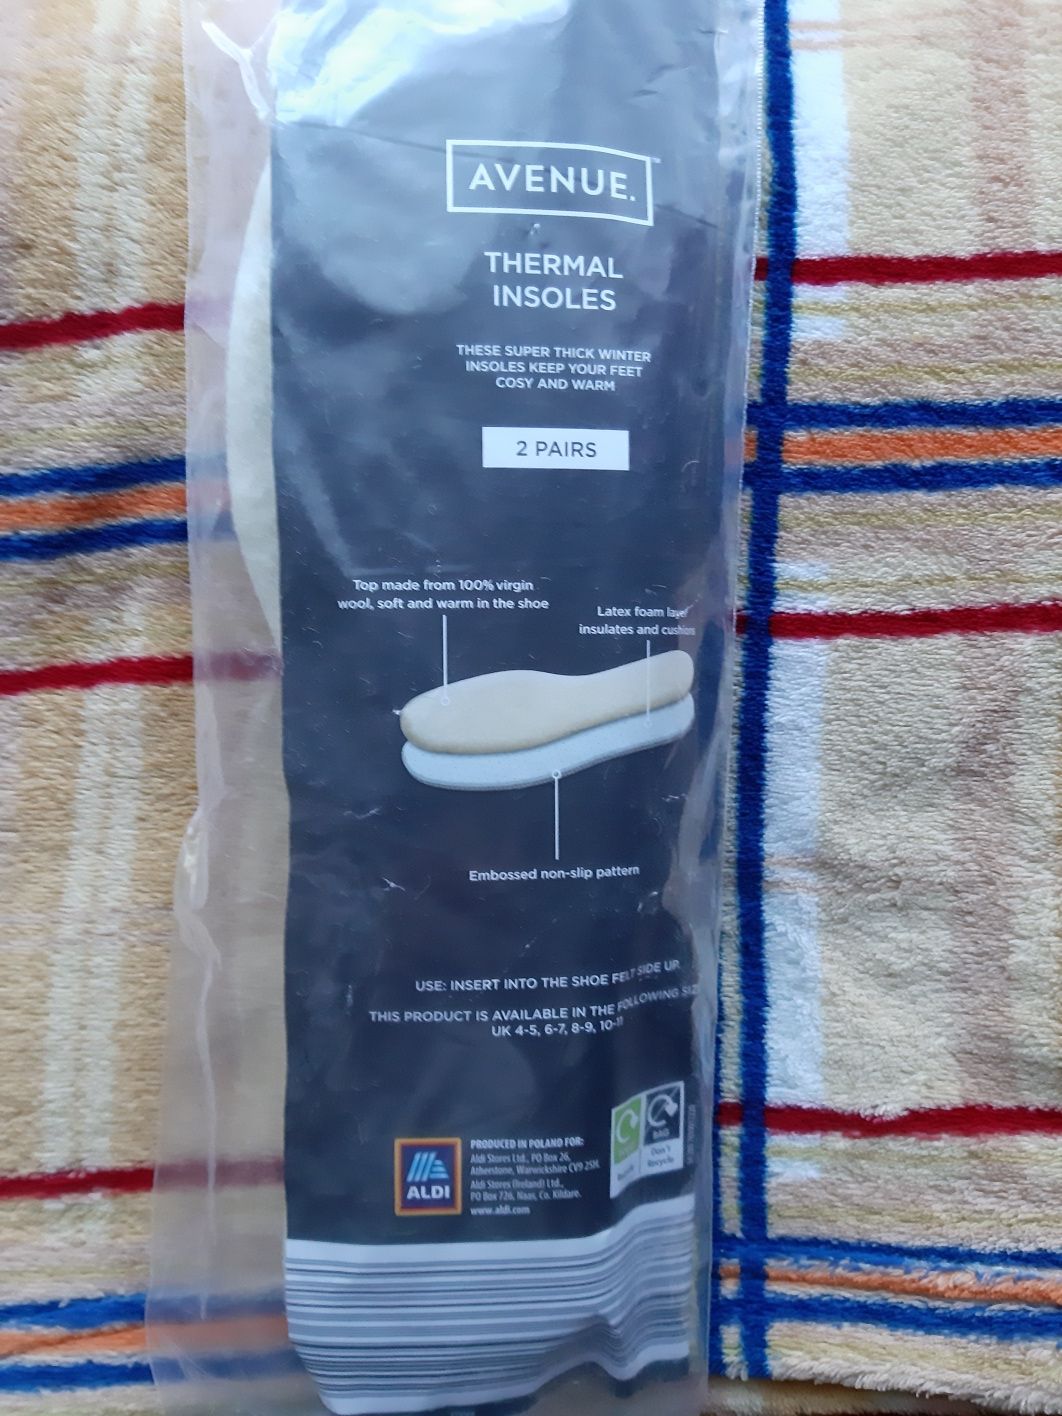 AVENUE.™
THERMAL
INSOLES
THESE SUPER THICK WINTER
INSOLES KEEP YOUR FEET
COSY AND WARM
2 PAIRS
Top made from 100% virgin
wool, soft and warm in the shoe
Latex foam layer
insulates and cushions
Embossed non-slip pattern
USE: INSERT INTO THE SHOE FELT SIDE UP.
THIS PRODUCT IS AVAILABLE IN THE FOLLOWING
UK 4-5, 6-7, 8-9, 10-11
ALDI
PRODUCED IN POLAND FOR:
Aldi Stores Ltd., PO Box 26,
Atherstone, Warwickshire CV9 2SH.
Aldi Stores (Ireland) Ltd.,
PO Box 726, Naas, Co. Kildare.
www.aldi.com
BAG
Don't
Recycle